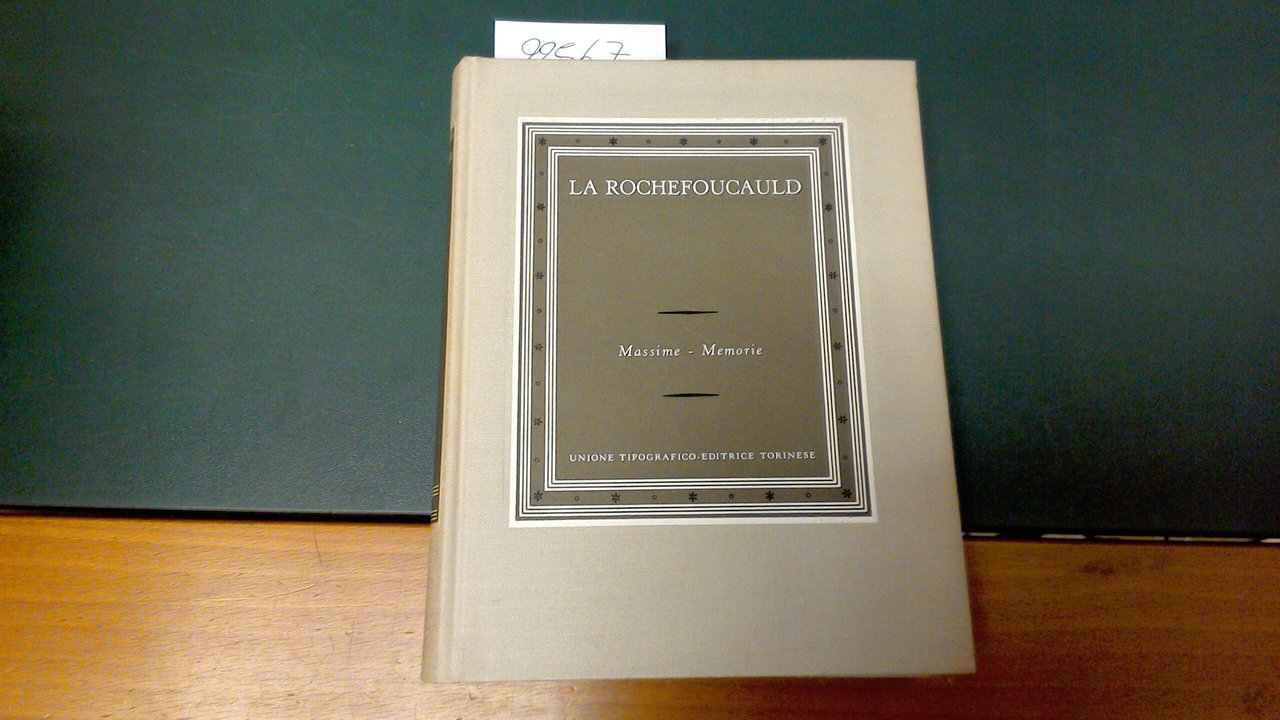 99567
LA ROCHEFOUCAULD
Massime - Memorie
UNIONE TIPOGRAFICO-EDITRICE TORINESE